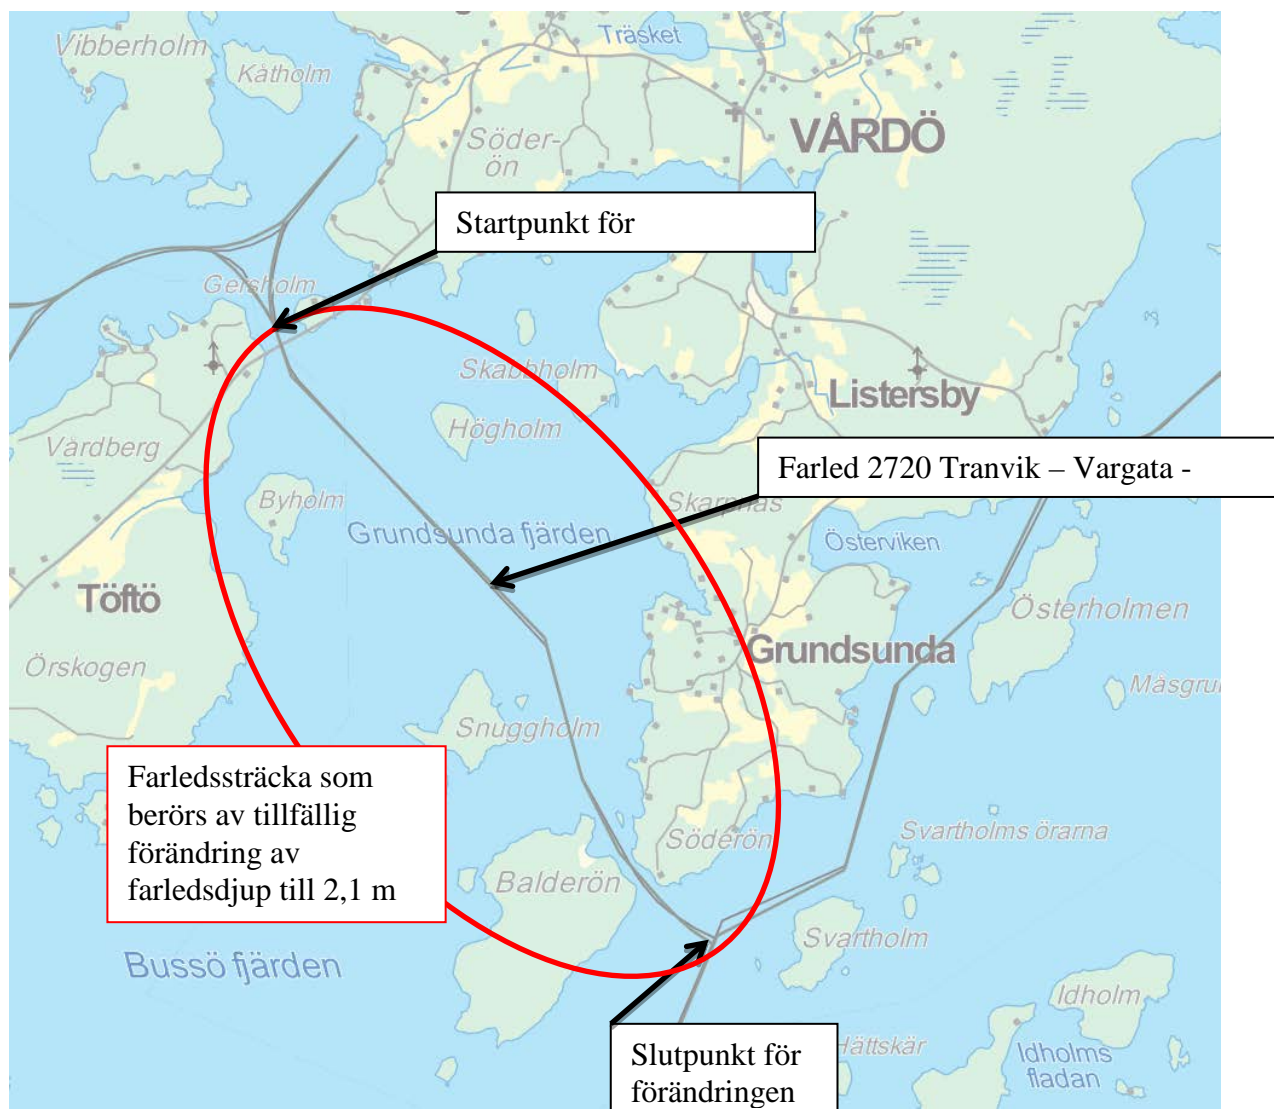 Träsket
Vibberholm
Kåtholm
VÅRDÖ
Söder-
ön
Startpunkt för
Gersholm
Skabbholm
Listersby
Högholm
Vårdberg
Farled 2720 Tranvik – Vargata -
Byholm
Skarpnäs
Grundsunda fjärden
Österviken
Töftö
Österholmen
Örskogen
Grundsunda
Mäsgru
Snuggholm
Farledssträcka som
berörs av tillfällig
förändring av
farledsdjup till 2,1 m
Söderön
Svartholms örarna
Balderön
Svartholm
Bussö fjärden
Idholm
Slutpunkt för
förändringen
Hättskär
Idholms
fladan